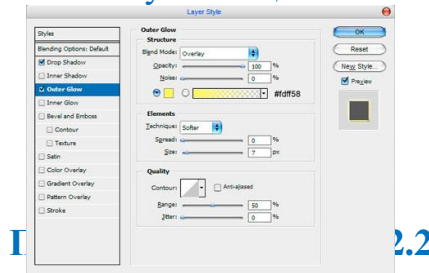 Layer Style
Styles
Blending Options: Default
Drop Shadow
Inner Shadow
Outer Glow
Inner Glow
Bevel and Emboss
Contour
Texture
Satin
Color Overlay
Gradient Overlay
Pattern Overlay
Stroke
Outer Glow
Structure
Blend Mode: Overlay
Opacity: 100 %
Noise: 0 %
#fdff58
Elements
Technique: Softer
Spread: 0 %
Size: 7 px
Quality
Contour: Anti-aliased
Range: 50 %
Jitter: 0 %
OK
Reset
New Style...
Preview
2.2